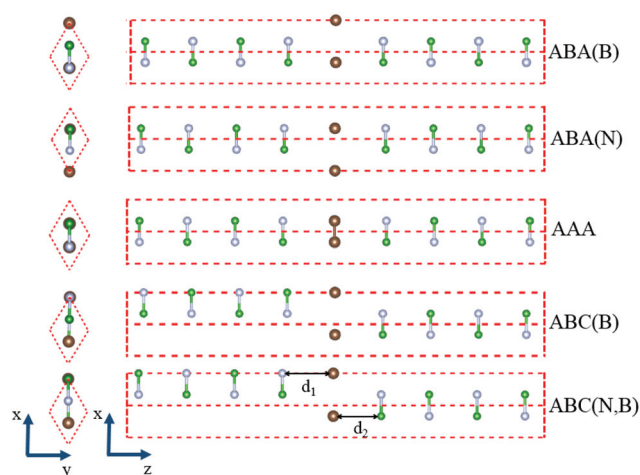 ABA(B)
ABA(N)
AAA
ABC(B)
d₁
ABC(N,B)
d₂
x
y
x
z